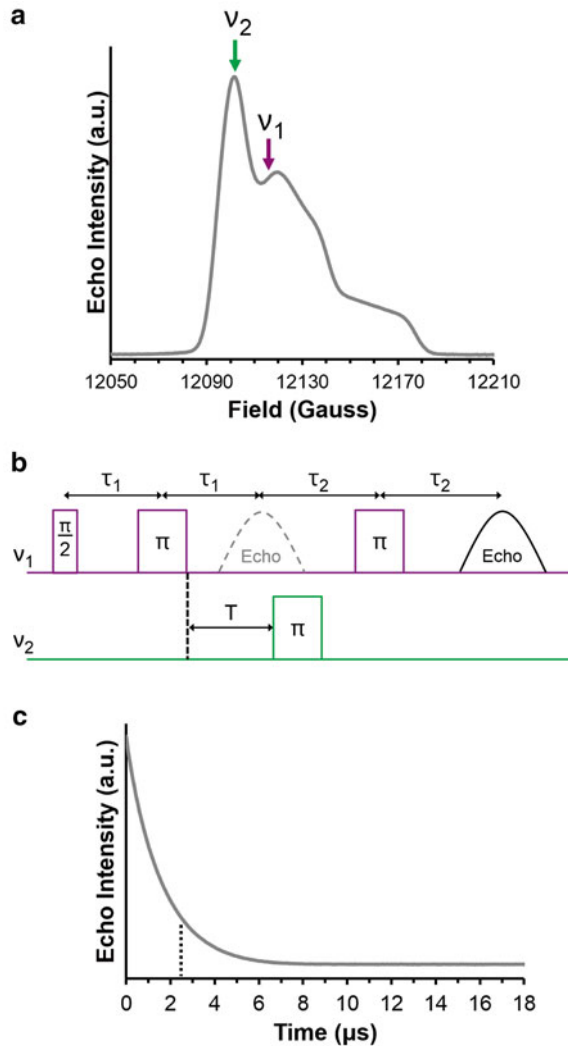 a
ν2
ν1
Echo Intensity (a.u.)
12050 12090 12130 12170 12210
Field (Gauss)
b
τ1 τ1 τ2 τ2
π/2 π Echo π Echo
ν1
T
π
ν2
c
Echo Intensity (a.u.)
0 2 4 6 8 10 12 14 16 18
Time (μs)